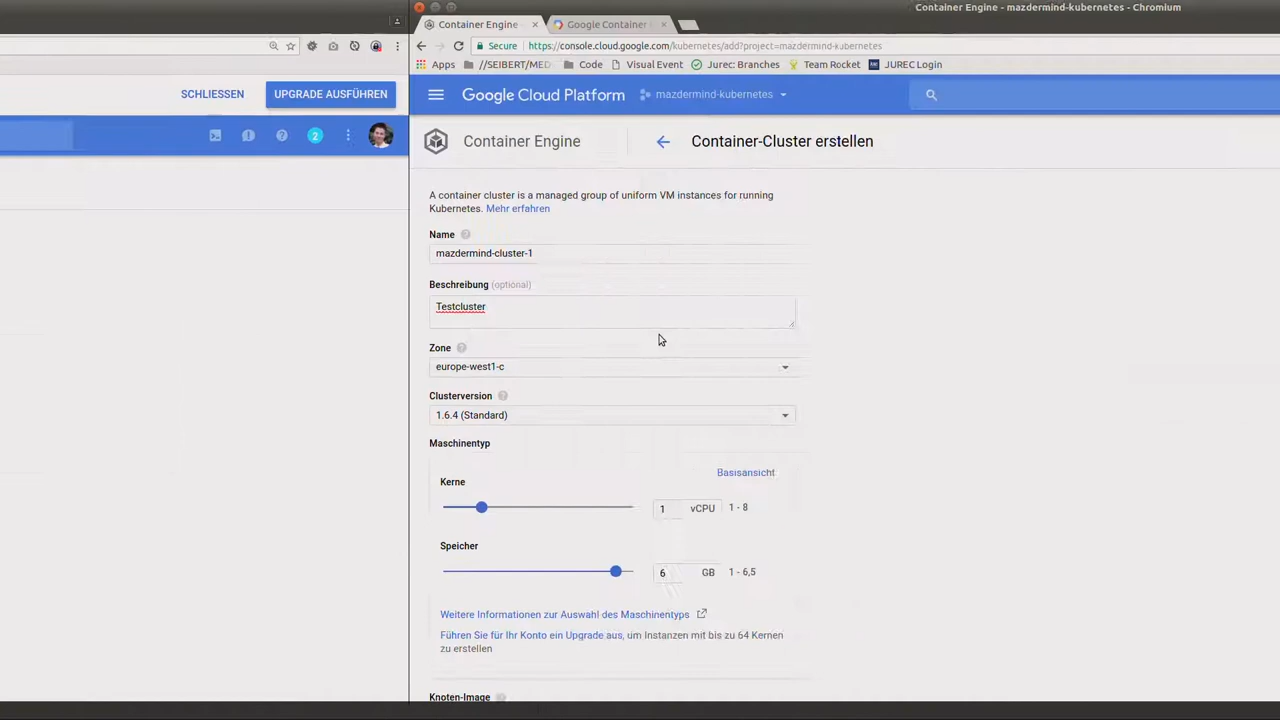 Container Engine - mazdermind-kubernetes - Chromium
Container Engine
Google Container
Secure
https://console.cloud.google.com/kubernetes/add?project=mazdermind-kubernetes
Apps
//SEIBERT/MED
Code
Visual Event
Jurec: Branches
Team Rocket
JUREC Login
SCHLIESSEN
UPGRADE AUSFÜHREN
2
Google Cloud Platform
mazdermind-kubernetes
Container Engine
Container-Cluster erstellen
A container cluster is a managed group of uniform VM instances for running
Kubernetes. Mehr erfahren
Name
mazdermind-cluster-1
Beschreibung (optional)
Testcluster
Zone
europe-west1-c
Clusterversion
1.6.4 (Standard)
Maschinentyp
Basisansicht
Kerne
1 vCPU 1 - 8
Speicher
6 GB 1 - 6,5
Weitere Informationen zur Auswahl des Maschinentyps
Führen Sie für Ihr Konto ein Upgrade aus, um Instanzen mit bis zu 64 Kernen
zu erstellen
Knoten-Image